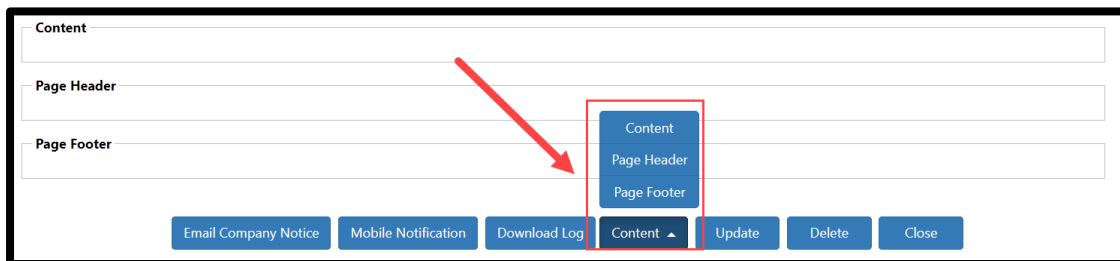 Content
Page Header
Page Footer
Content
Page Header
Page Footer
Email Company Notice Mobile Notification Download Log Content Update Delete Close